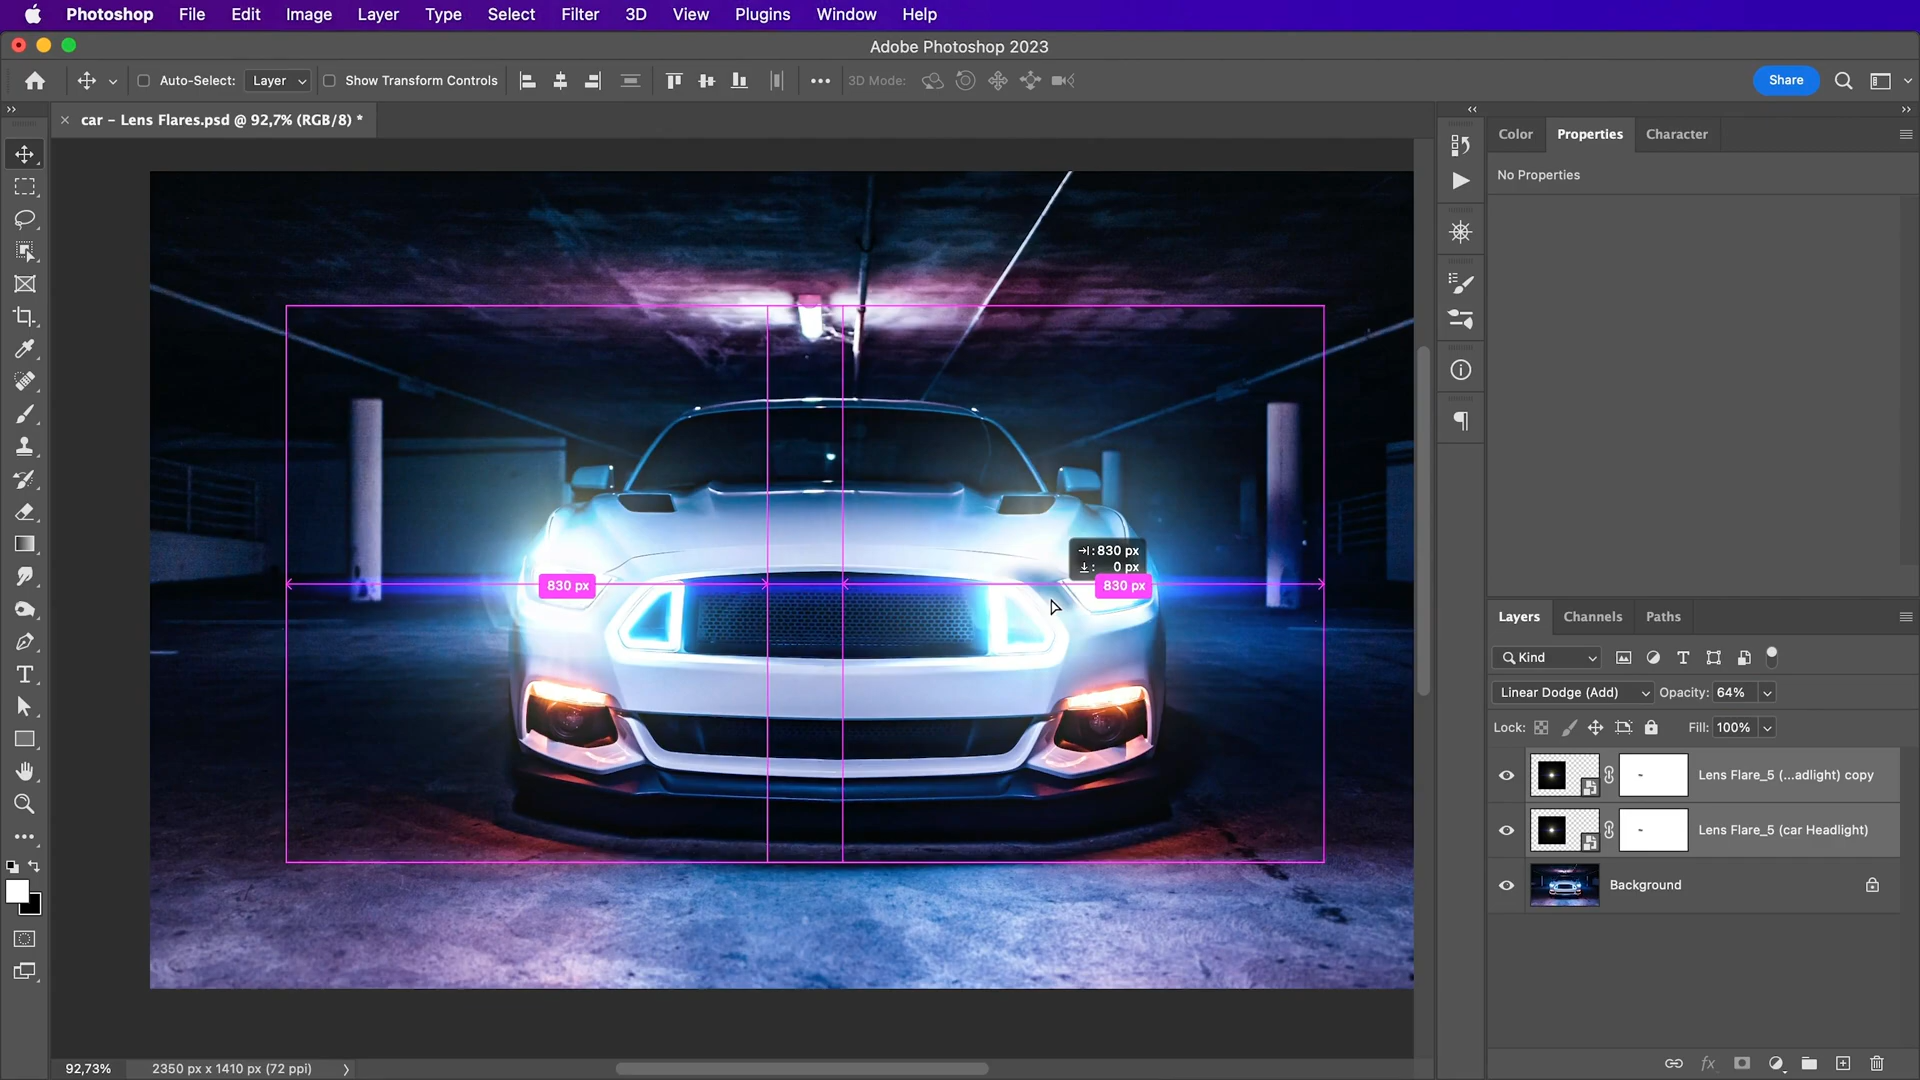 Photoshop File Edit Image Layer Type Select Filter 3D View Plugins Window Help
Adobe Photoshop 2023
Auto-Select: Layer Show Transform Controls 3D Mode: Share
car – Lens Flares.psd @ 92,7% (RGB/8) *
Color Properties Character
No Properties
830 px
0 px
830 px
830 px
Layers Channels Paths
Kind
Linear Dodge (Add) Opacity: 64%
Lock: Fill: 100%
Lens Flare_5 (...adlight) copy
Lens Flare_5 (car Headlight)
Background
92,73% 2350 px x 1410 px (72 ppi)